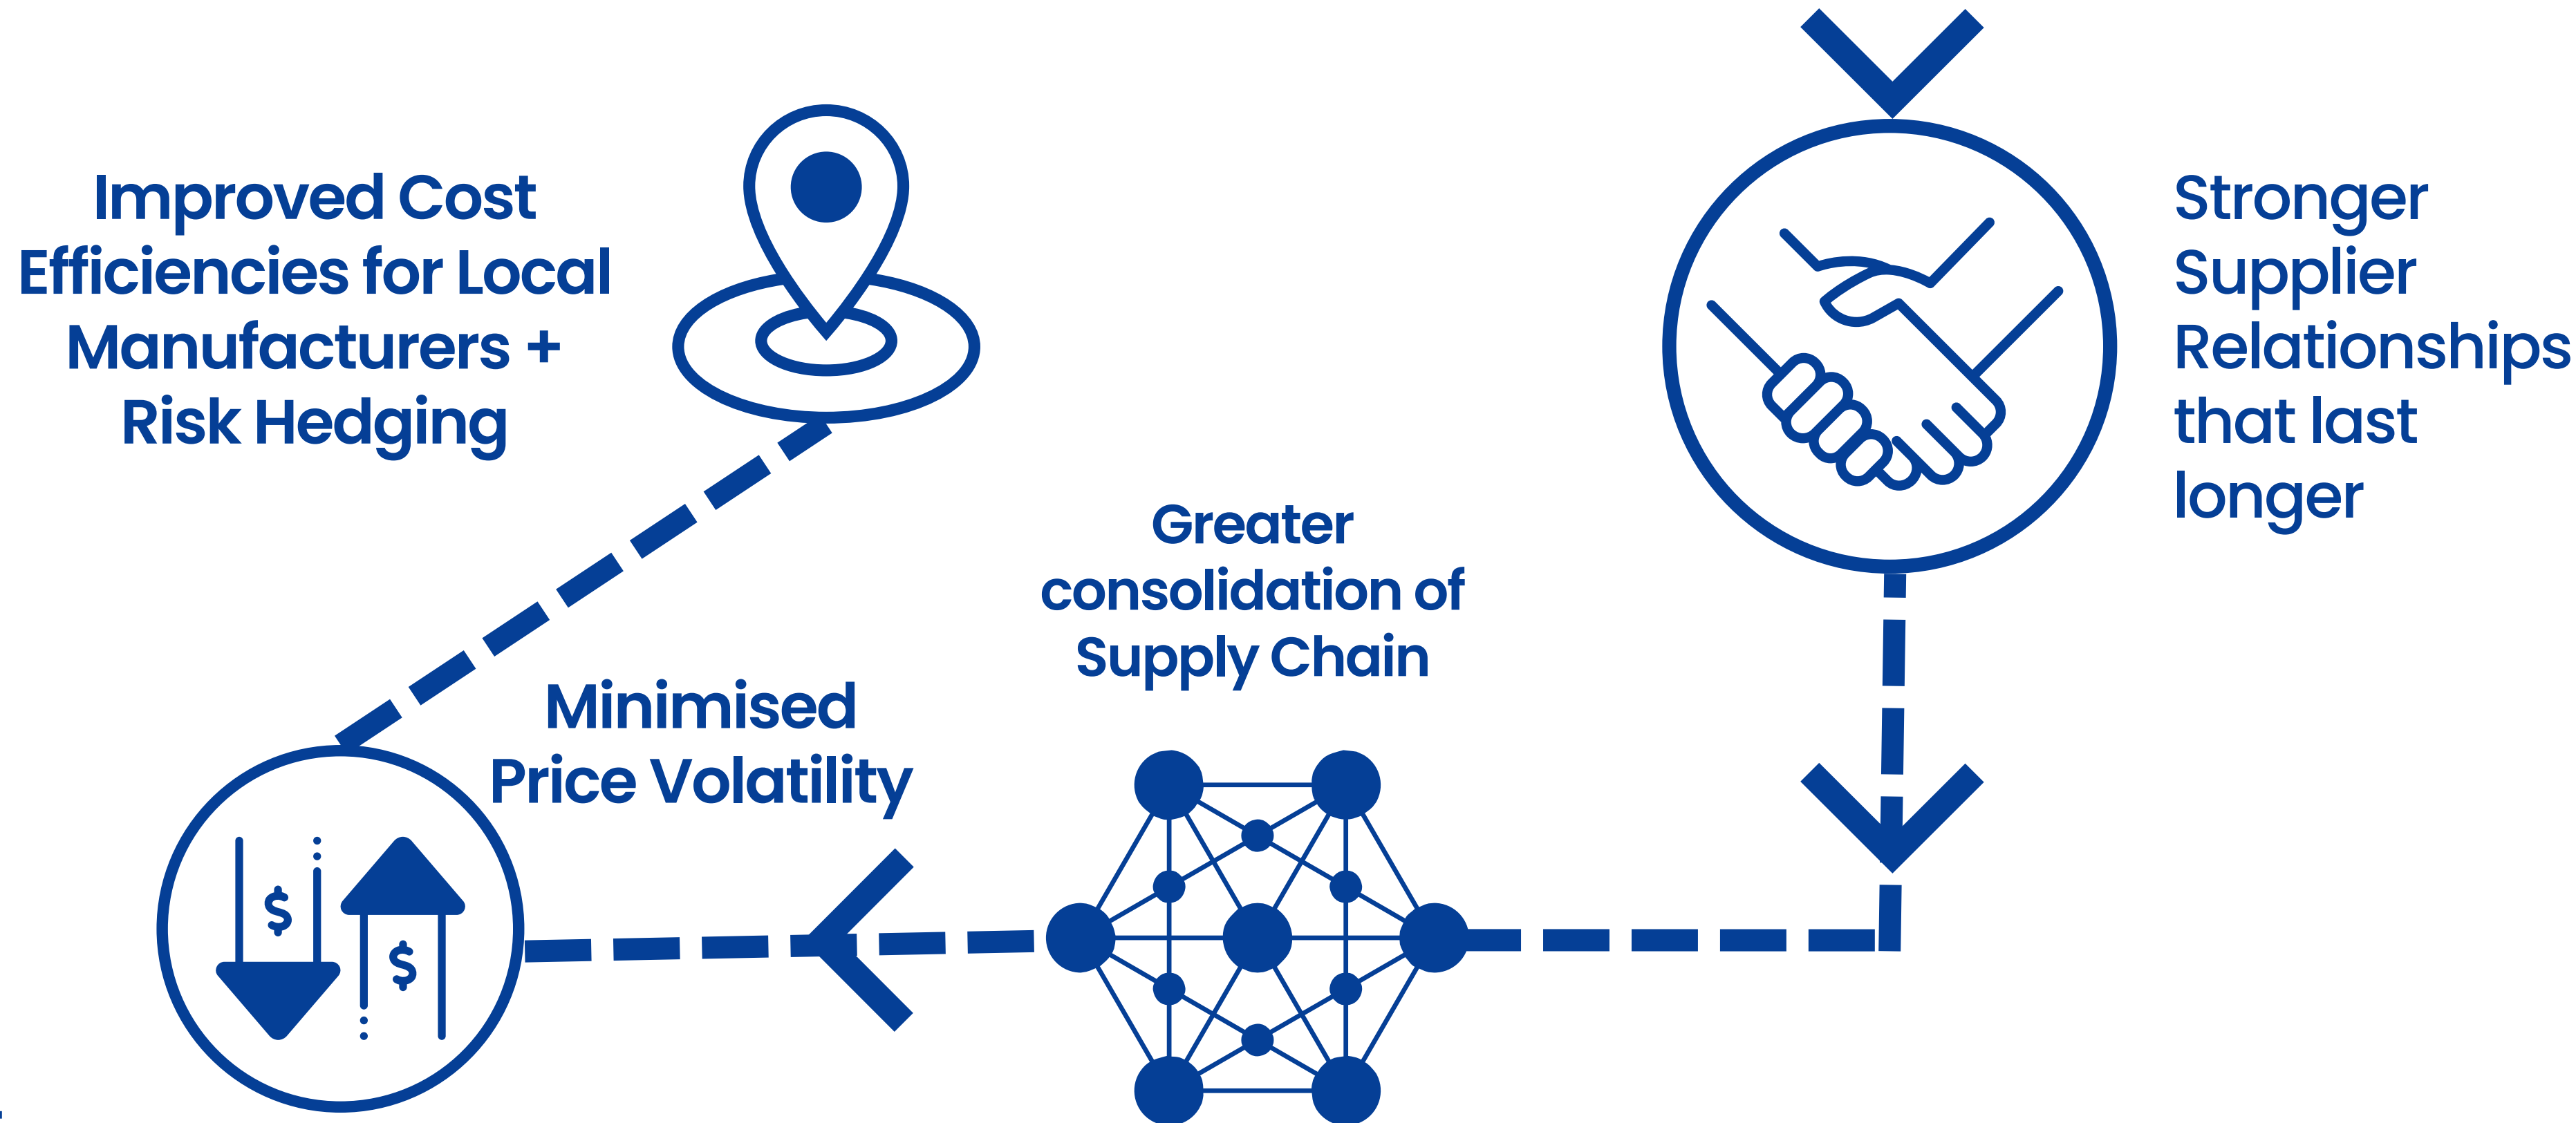 Improved Cost
Efficiencies for Local
Manufacturers +
Risk Hedging
Stronger
Supplier
Relationships
that last
longer
Greater
consolidation of
Supply Chain
Minimised
Price Volatility
$
$